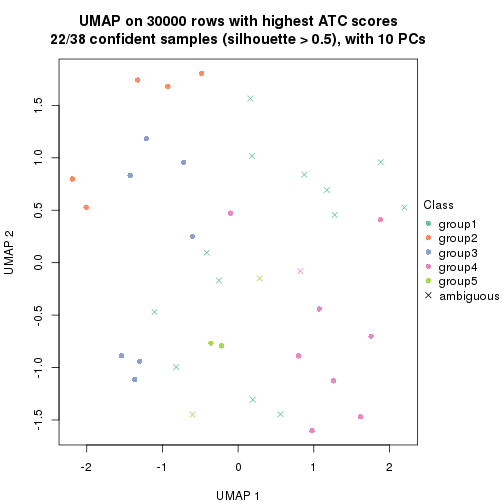 UMAP on 30000 rows with highest ATC scores
22/38 confident samples (silhouette > 0.5), with 10 PCs
1.5
1.0
0.5
0.0
-0.5
-1.0
-1.5
UMAP 2
-2
-1
0
1
2
UMAP 1
Class
group1
group2
group3
group4
group5
ambiguous